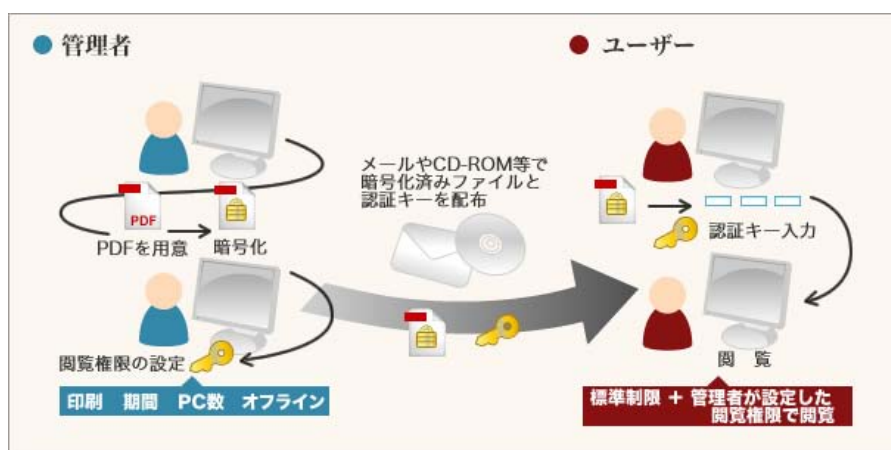 管理者
PDF
PDFを用意
暗号化
閲覧権限の設定
印刷 期間 PC数 オフライン
メールやCD-ROM等で
暗号化済みファイルと
認証キーを配布
ユーザー
認証キー入力
閲 覧
標準制限 + 管理者が設定した
閲覧権限で閲覧